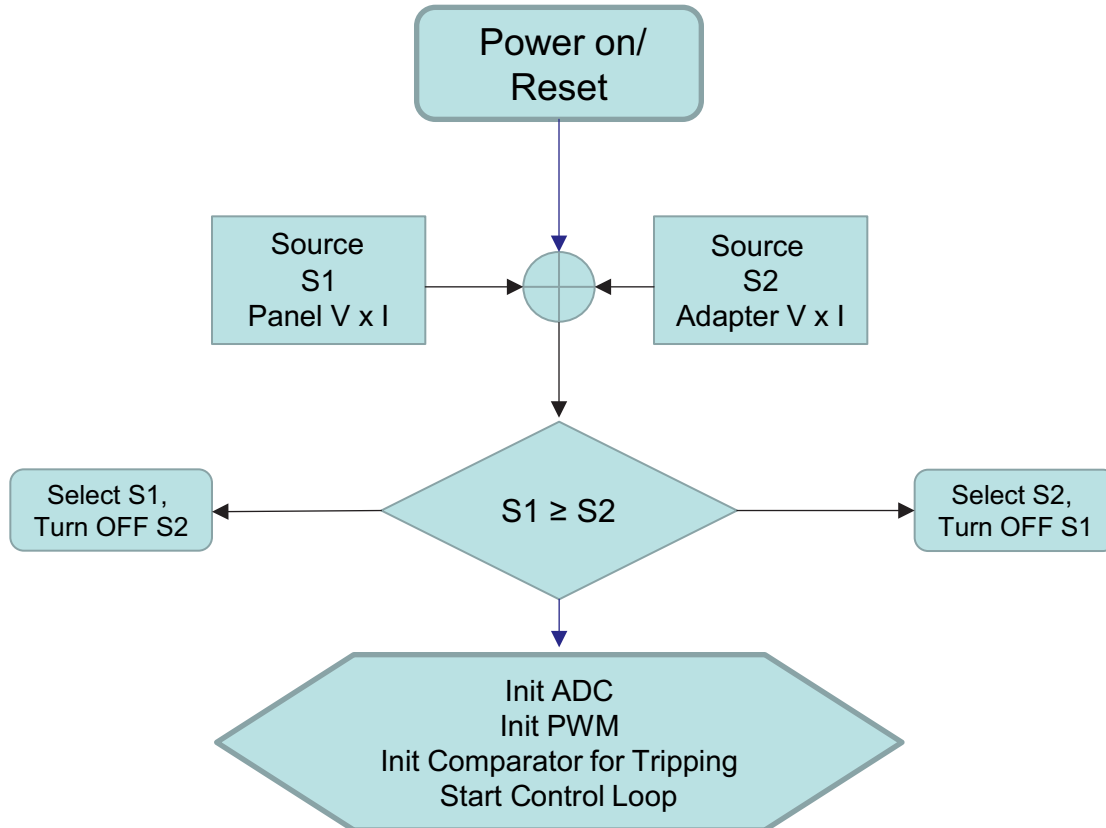 Power on/
Reset
Source
S1
Panel V x I
Source
S2
Adapter V x I
Select S1,
Turn OFF S2
S1 ≥ S2
Select S2,
Turn OFF S1
Init ADC
Init PWM
Init Comparator for Tripping
Start Control Loop